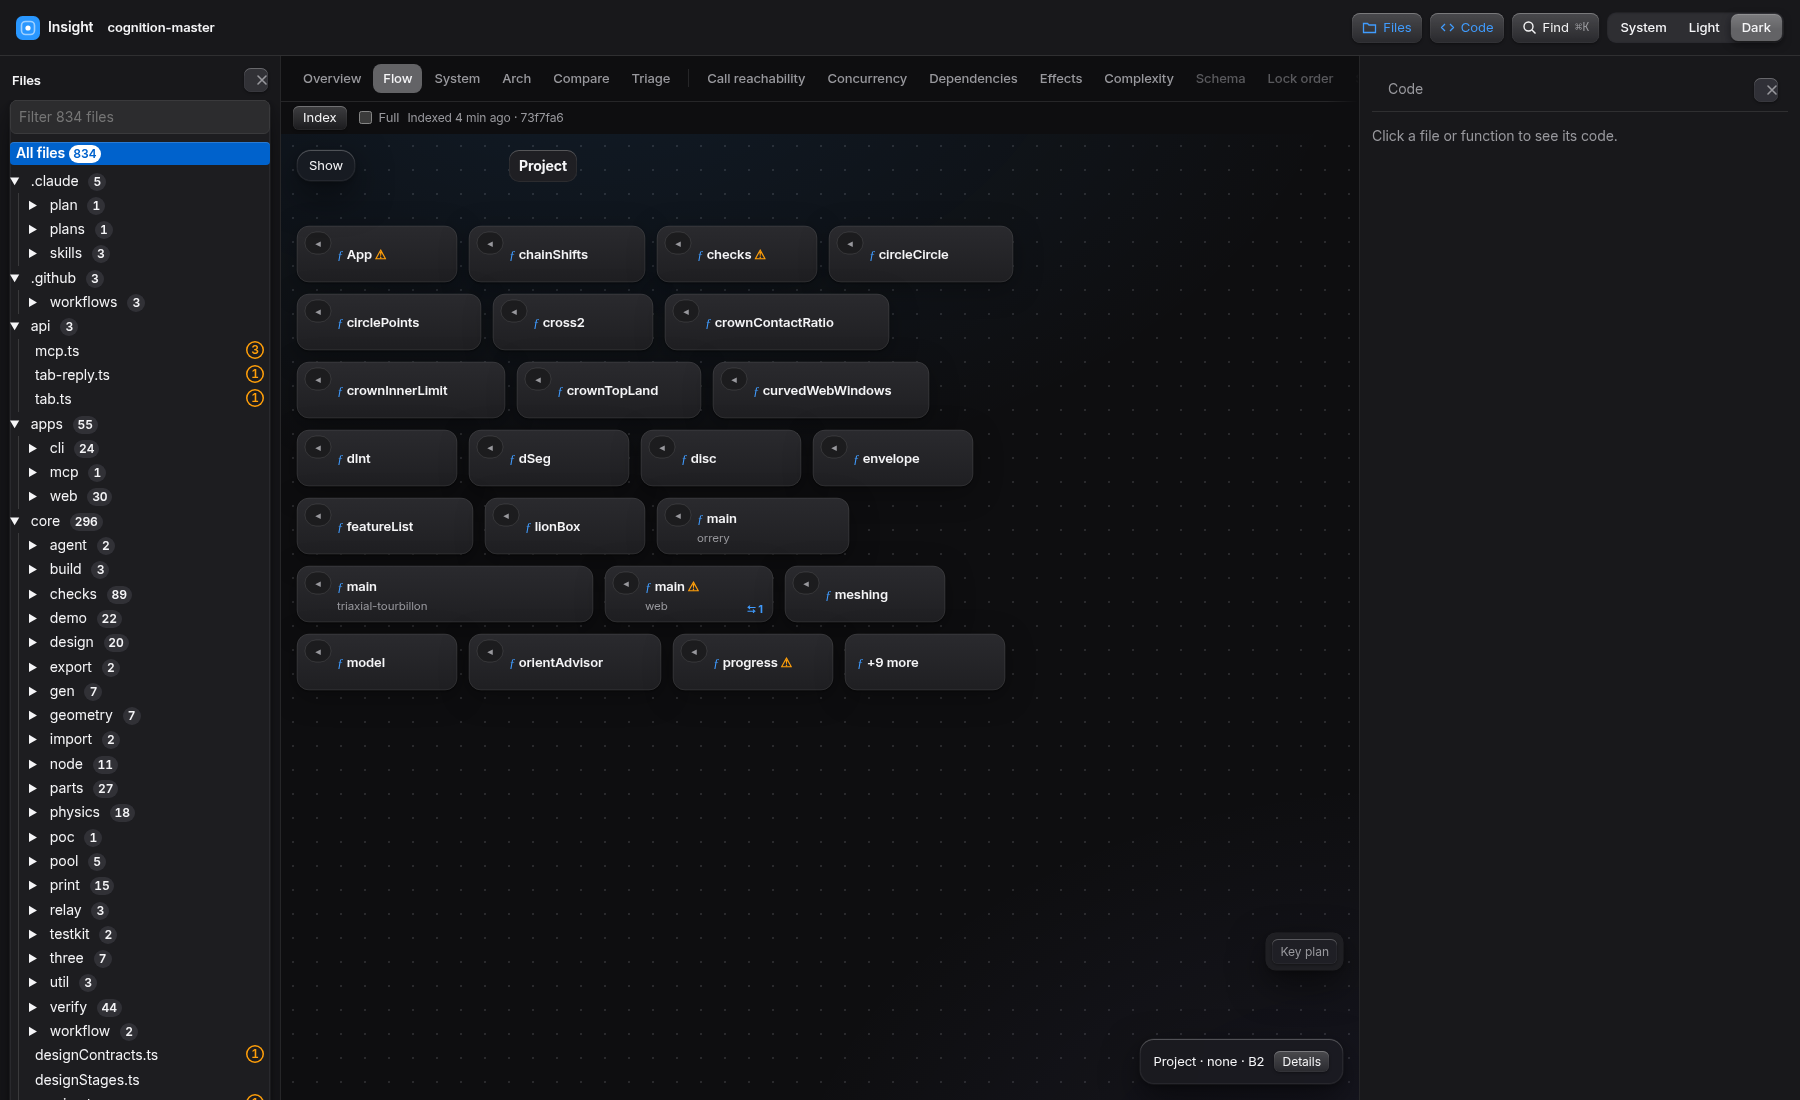 Insight cognition-master
Files Code Find ⌘K System Light Dark
Files
Filter 834 files
All files 834
.claude 5
plan 1
plans 1
skills 3
.github 3
workflows 3
api 3
mcp.ts 3
tab-reply.ts 1
tab.ts 1
apps 55
cli 24
mcp 1
web 30
core 296
agent 2
build 3
checks 89
demo 22
design 20
export 2
gen 7
geometry 7
import 2
node 11
parts 27
physics 18
poc 1
pool 5
print 15
relay 3
testkit 2
three 7
util 3
verify 44
workflow 2
designContracts.ts 1
designStages.ts
Overview Flow System Arch Compare Triage Call reachability Concurrency Dependencies Effects Complexity Schema Lock order
Index Full Indexed 4 min ago · 73f7fa6
Show Project
ƒ App ⚠ ƒ chainShifts ƒ checks ⚠ ƒ circleCircle
ƒ circlePoints ƒ cross2 ƒ crownContactRatio
ƒ crownInnerLimit ƒ crownTopLand ƒ curvedWebWindows
ƒ dInt ƒ dSeg ƒ disc ƒ envelope
ƒ featureList ƒ lionBox ƒ main
orrery
ƒ main ƒ main ⚠ ƒ meshing
triaxial-tourbillon web ⇆1
ƒ model ƒ orientAdvisor ƒ progress ⚠ ƒ +9 more
Key plan
Project · none · B2 Details
Code
Click a file or function to see its code.